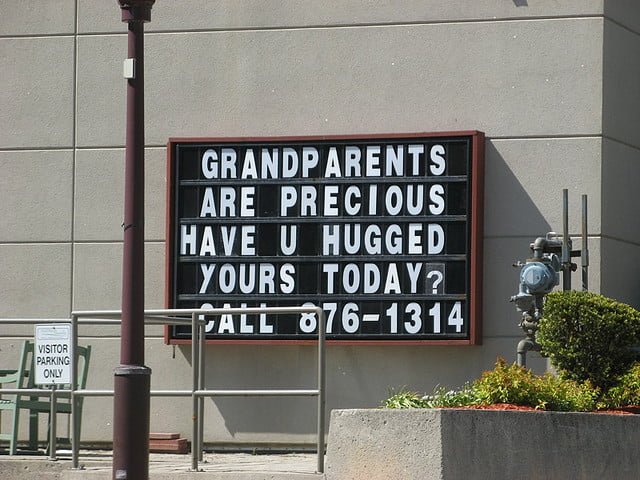 GRANDPARENTS
ARE PRECIOUS
HAVE U HUGGED
YOURS TODAY?
CALL 876-1314
VISITOR
PARKING
ONLY